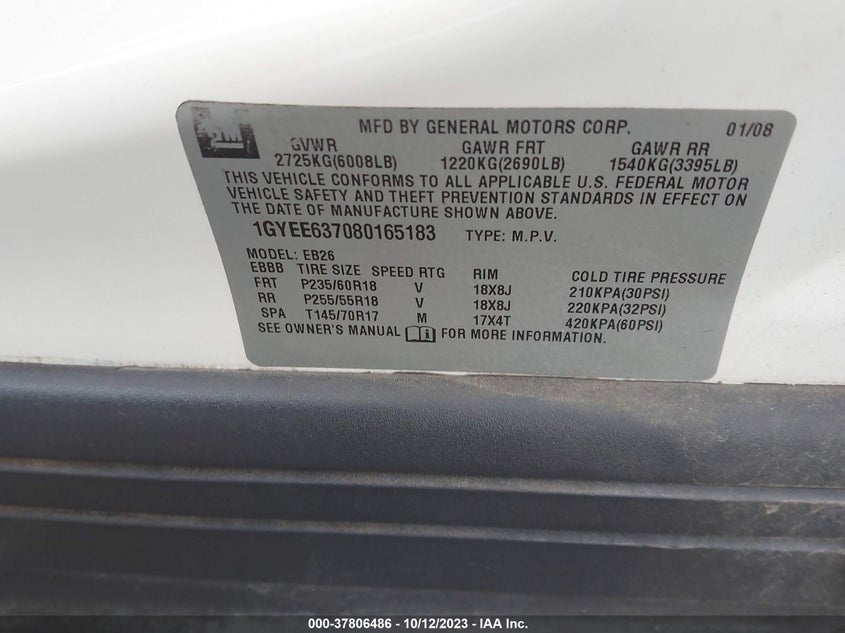 GM
MFD BY GENERAL MOTORS CORP. 01/08
GVWR GAWR FRT GAWR RR
2725KG(6008LB) 1220KG(2690LB) 1540KG(3395LB)
THIS VEHICLE CONFORMS TO ALL APPLICABLE U.S. FEDERAL MOTOR
VEHICLE SAFETY AND THEFT PREVENTION STANDARDS IN EFFECT ON
THE DATE OF MANUFACTURE SHOWN ABOVE.
1GYEE637080165183 TYPE: M.P.V.
MODEL: EB26
EBBB TIRE SIZE SPEED RTG RIM COLD TIRE PRESSURE
FRT P235/60R18 V 18X8J 210KPA(30PSI)
RR P255/55R18 V 18X8J 220KPA(32PSI)
SPA T145/70R17 M 17X4T 420KPA(60PSI)
SEE OWNER'S MANUAL FOR MORE INFORMATION.
000-37806486 - 10/12/2023 - IAA Inc.